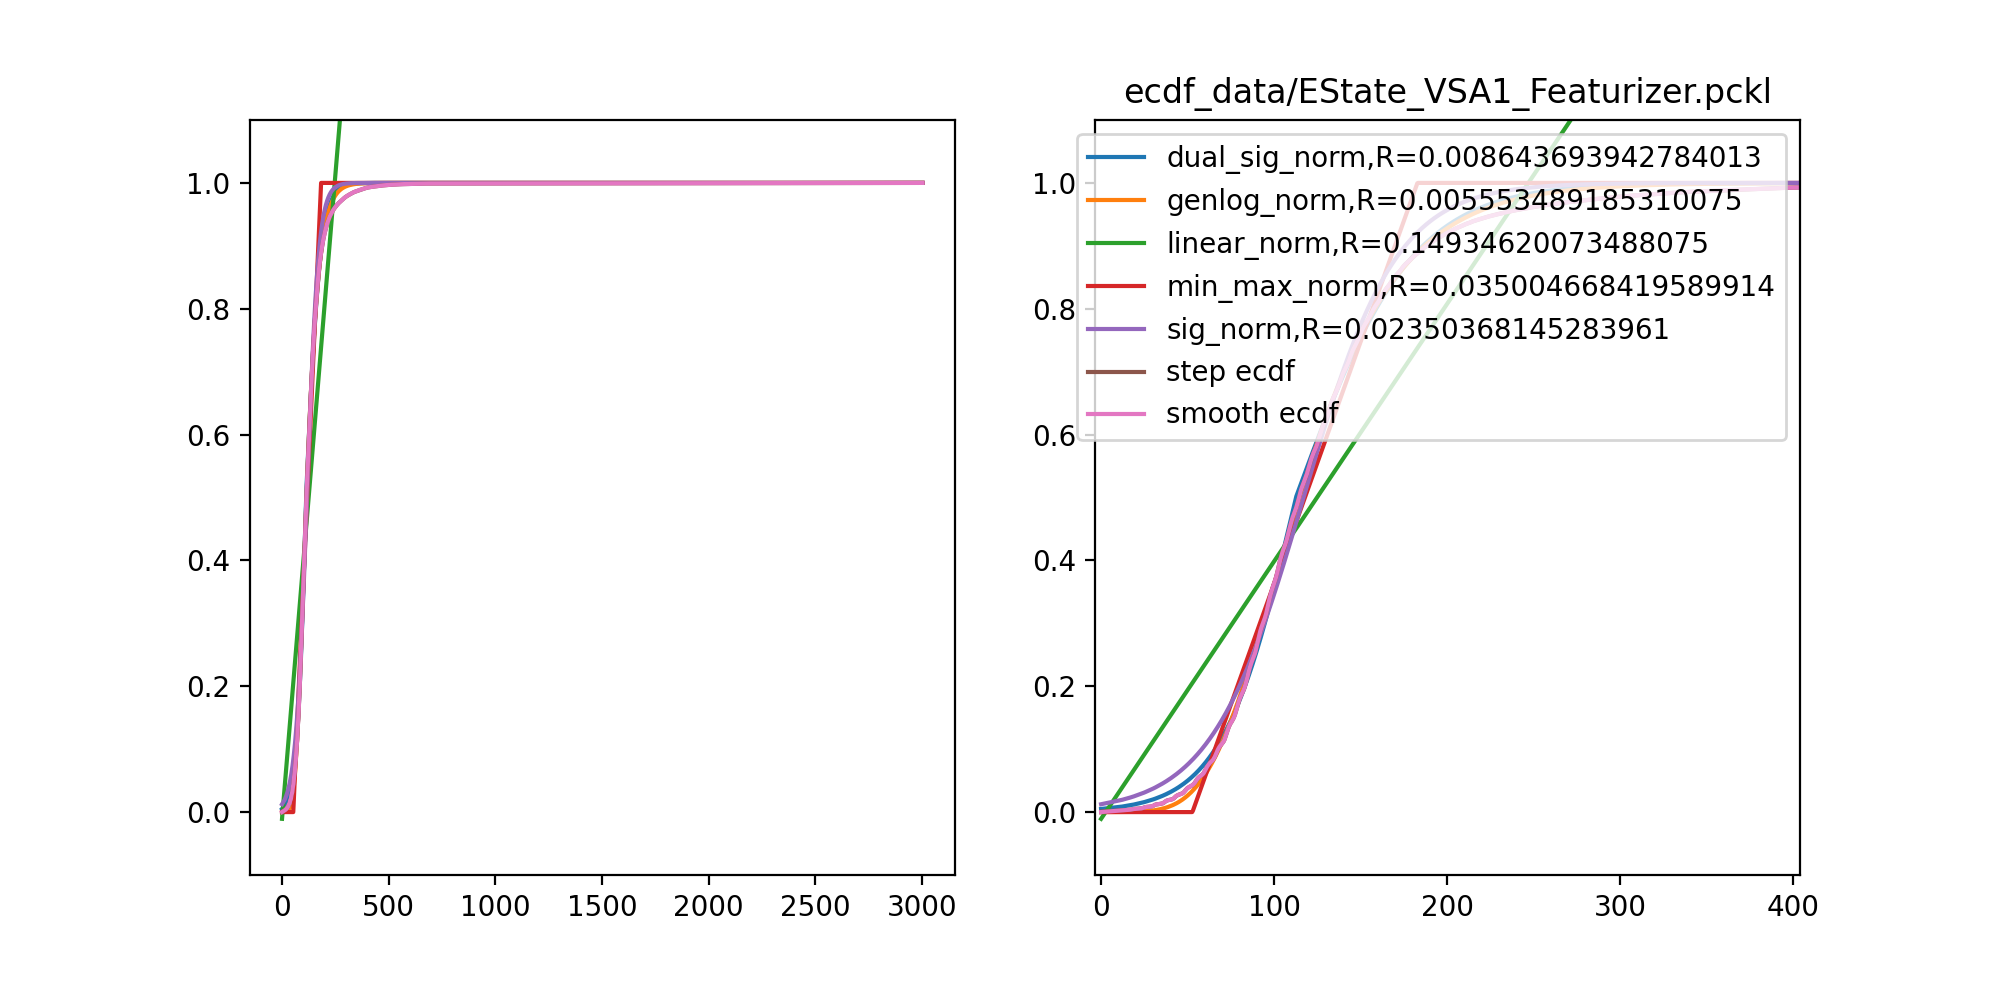 ecdf_data/EState_VSA1_Featurizer.pckl
1.0
0.8
0.6
0.4
0.2
0.0
0 500 1000 1500 2000 2500 3000
dual_sig_norm,R=0.008643693942784013
genlog_norm,R=0.005553489185310075
linear_norm,R=0.14934620073488075
min_max_norm,R=0.035004668419589914
sig_norm,R=0.02350368145283961
step ecdf
smooth ecdf
1.0
0.8
0.6
0.4
0.2
0.0
0 100 200 300 400